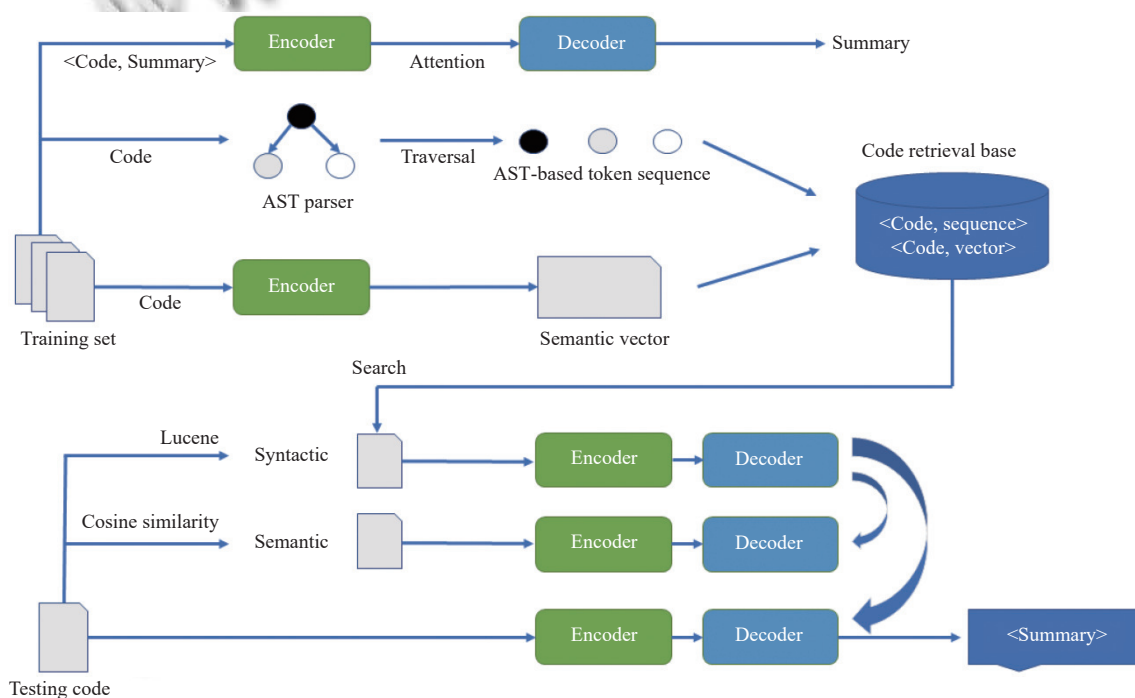 Encoder
Decoder
Summary
<Code, Summary>
Attention
Code
Traversal
AST-based token sequence
AST parser
Code retrieval base
<Code, sequence>
<Code, vector>
Encoder
Code
Training set
Semantic vector
Search
Lucene
Syntactic
Encoder
Decoder
Cosine similarity
Semantic
Encoder
Decoder
Encoder
Decoder
<Summary>
Testing code